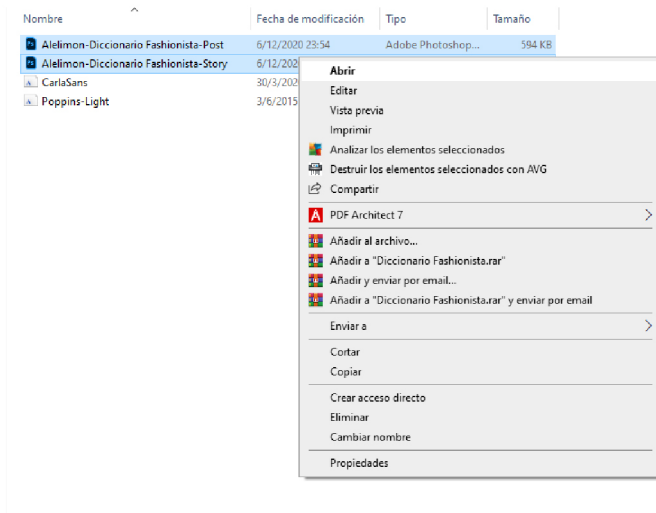 Nombre Fecha de modificación Tipo Tamaño
Alelimon-Diccionario Fashionista-Post 6/12/2020 23:54 Adobe Photoshop... 594 KB
Alelimon-Diccionario Fashionista-Story 6/12/202
CarlaSans 30/3/202
Poppins-Light 3/6/2015
Abrir
Editar
Vista previa
Imprimir
Analizar los elementos seleccionados
Destruir los elementos seleccionados con AVG
Compartir
PDF Architect 7
Añadir al archivo...
Añadir a "Diccionario Fashionista.rar"
Añadir y enviar por email...
Añadir a "Diccionario Fashionista.rar" y enviar por email
Enviar a
Cortar
Copiar
Crear acceso directo
Eliminar
Cambiar nombre
Propiedades